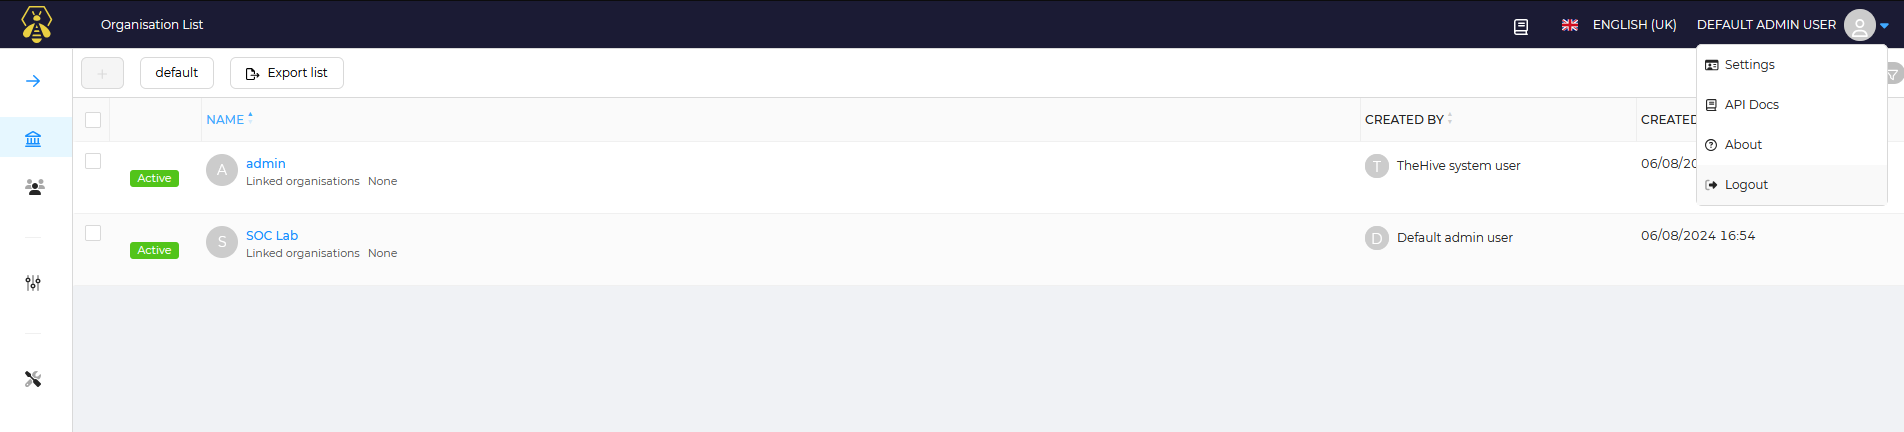 Organisation List
ENGLISH (UK)
DEFAULT ADMIN USER
+
default
Export list
Settings
API Docs
About
Logout
NAME
CREATED BY
CREATED
Active
A
admin
Linked organisations None
T
TheHive system user
06/08/20
Active
S
SOC Lab
Linked organisations None
D
Default admin user
06/08/2024 16:54